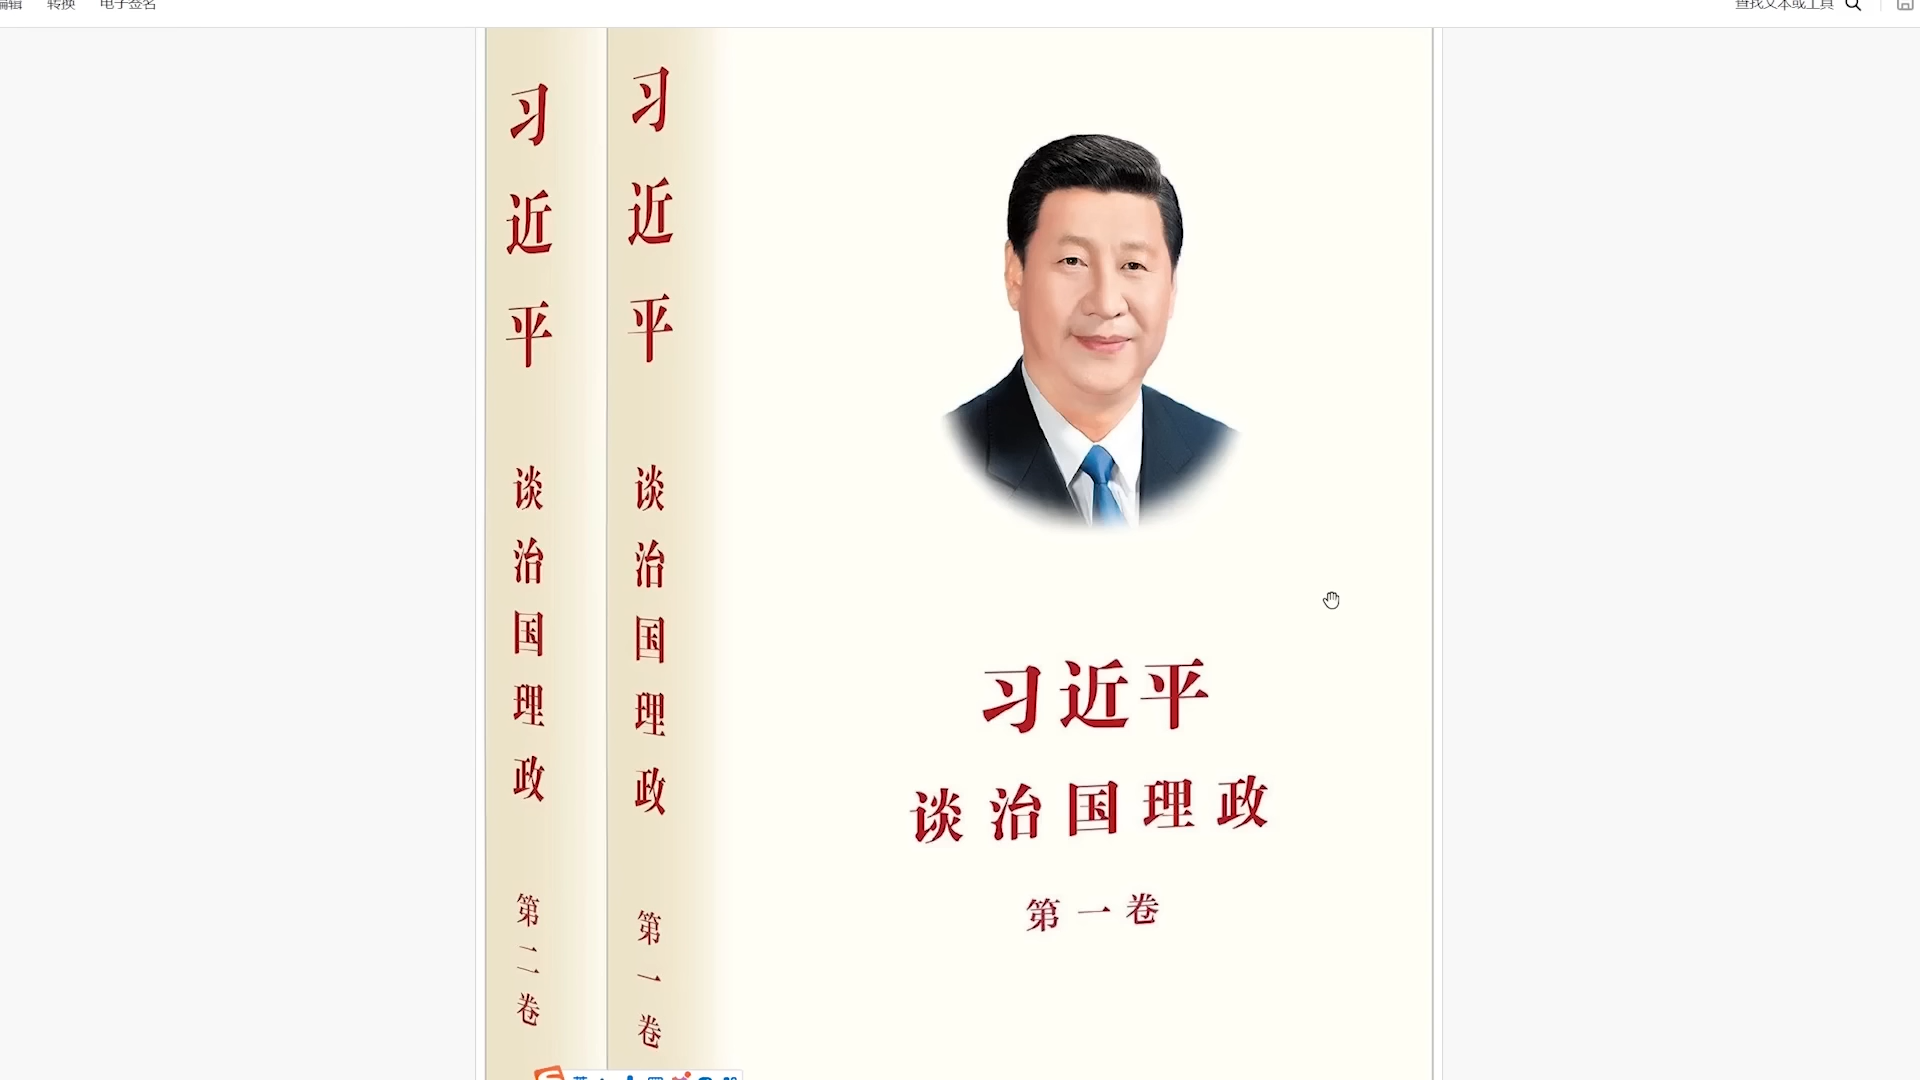 编辑 转换 电子签名
查找文本或工具
习近平 谈治国理政 第二卷
习近平 谈治国理政 第一卷
习近平
谈治国理政
第一卷